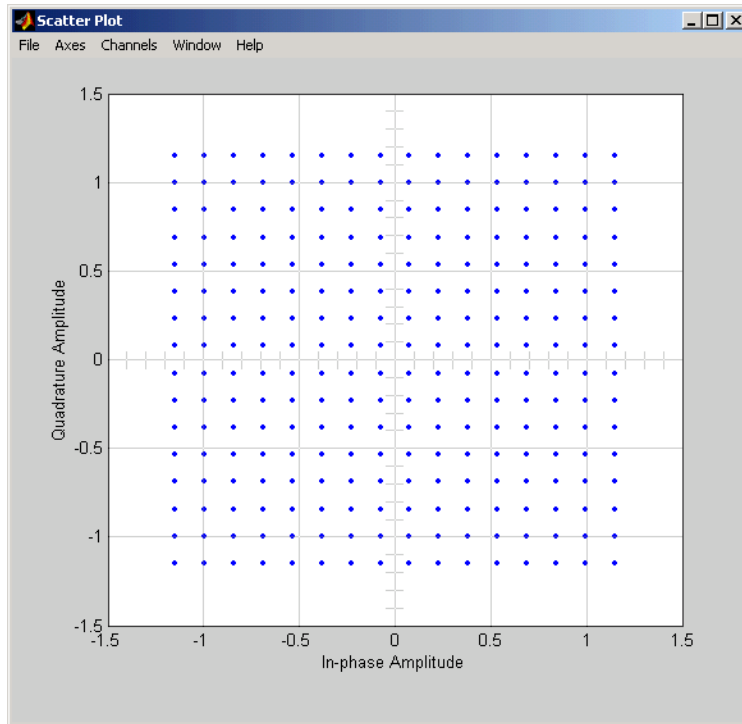 Scatter Plot
File Axes Channels Window Help
1.5
1
0.5
0
-0.5
-1
-1.5
Quadrature Amplitude
-1.5 -1 -0.5 0 0.5 1 1.5
In-phase Amplitude